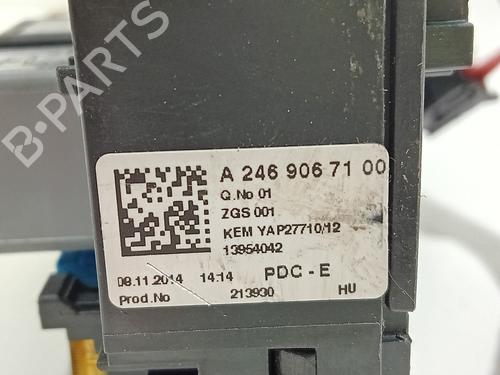 A 246 906 71 00
Q.No 01
ZGS 001
KEM YAP27710/12
13954042
08.11.2014 14:14 PDC - E
Prod.No 213930 HU